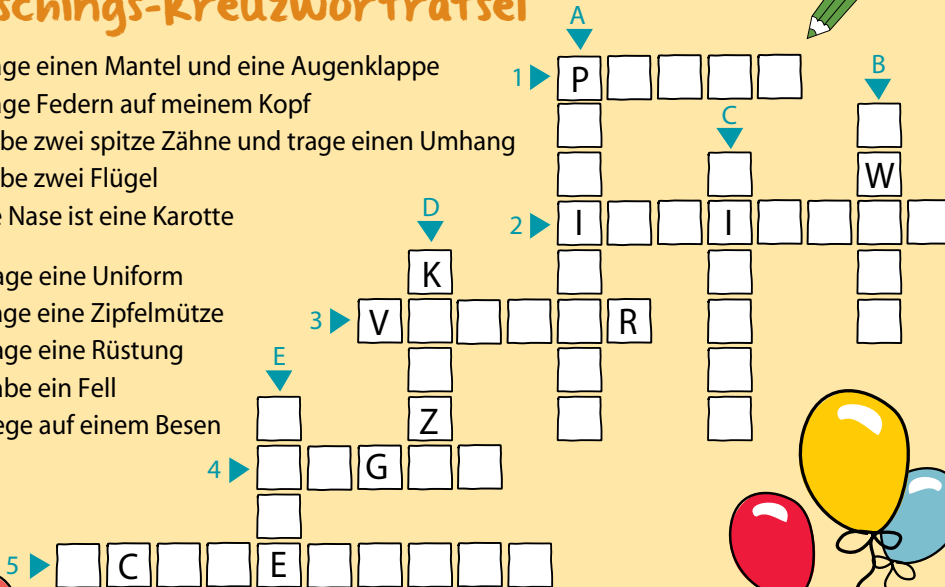 schings-Kreuzworträtsel
age einen Mantel und eine Augenklappe
age Federn auf meinem Kopf
be zwei spitze Zähne und trage einen Umhang
be zwei Flügel
e Nase ist eine Karotte
age eine Uniform
age eine Zipfelmütze
age eine Rüstung
abe ein Fell
ege auf einem Besen
A
1 P
B
C
W
D
2 I I
K
3 V R
E
Z
4 G
5 C E